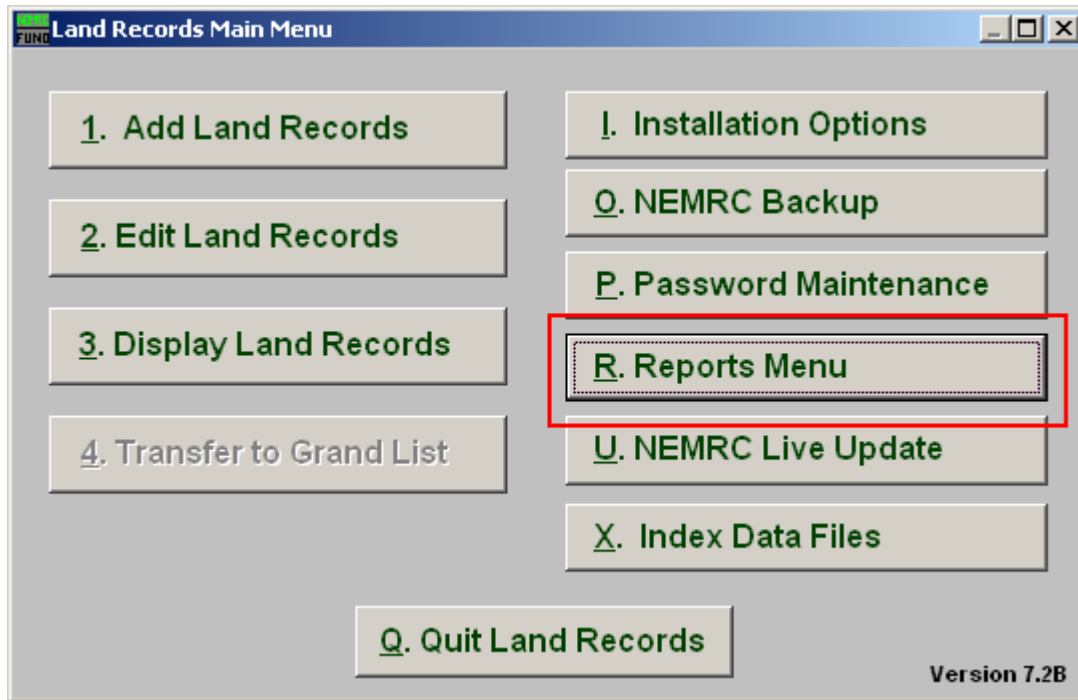 NEMRC
FUND
Land Records Main Menu
1. Add Land Records
2. Edit Land Records
3. Display Land Records
4. Transfer to Grand List
I. Installation Options
O. NEMRC Backup
P. Password Maintenance
R. Reports Menu
U. NEMRC Live Update
X. Index Data Files
Q. Quit Land Records
Version 7.2B